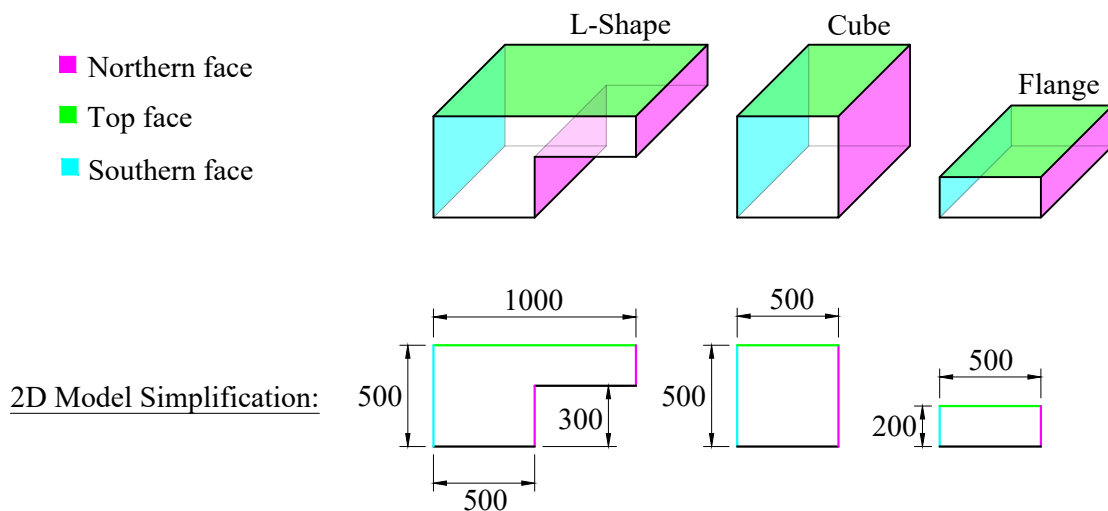 L-Shape
Cube
Flange
Northern face
Top face
Southern face
2D Model Simplification:
1000
500
300
500
500
500
500
200